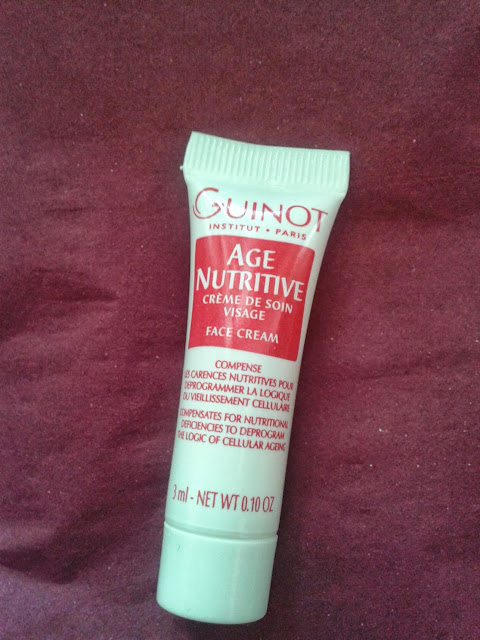 GUINOT
INSTITUT • PARIS
AGE
NUTRITIVE
CRÈME DE SOIN
VISAGE
FACE CREAM
COMPENSE
LES CARENCES NUTRITIVES POUR
DEPROGRAMMER LA LOGIQUE
DU VIEILLISSEMENT CELLULAIRE
COMPENSATES FOR NUTRITIONAL
DEFICIENCIES TO DEPROGRAM
THE LOGIC OF CELLULAR AGEING
3 ml - NET WT 0.10 OZ